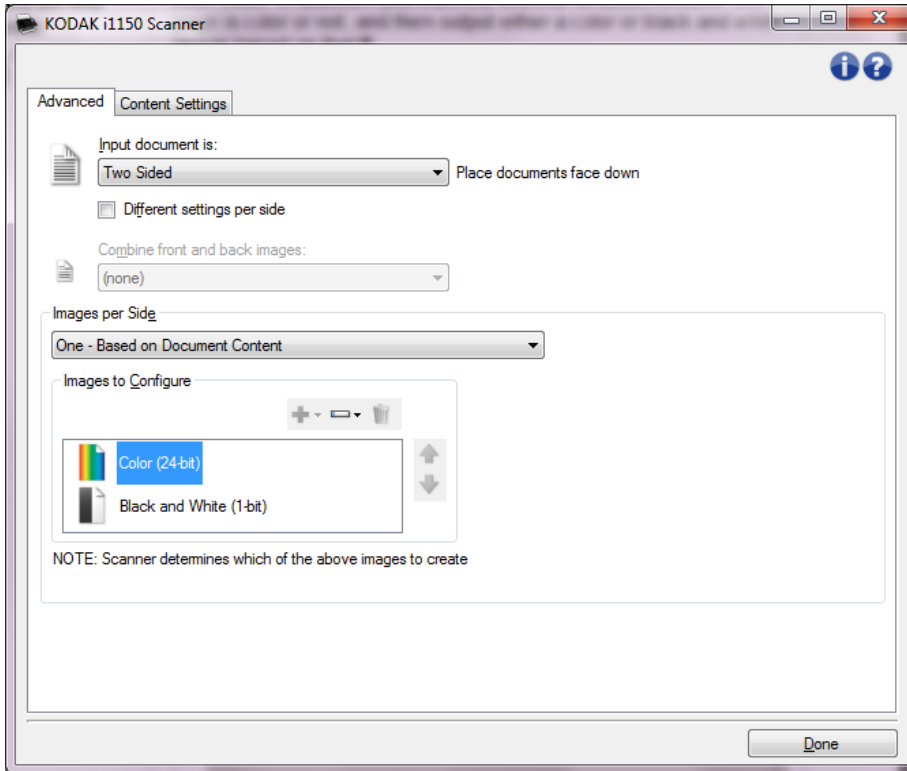 KODAK i1150 Scanner
Advanced
Content Settings
Input document is:
Two Sided
Place documents face down
Different settings per side
Combine front and back images:
(none)
Images per Side
One - Based on Document Content
Images to Configure
Color (24-bit)
Black and White (1-bit)
NOTE: Scanner determines which of the above images to create
Done